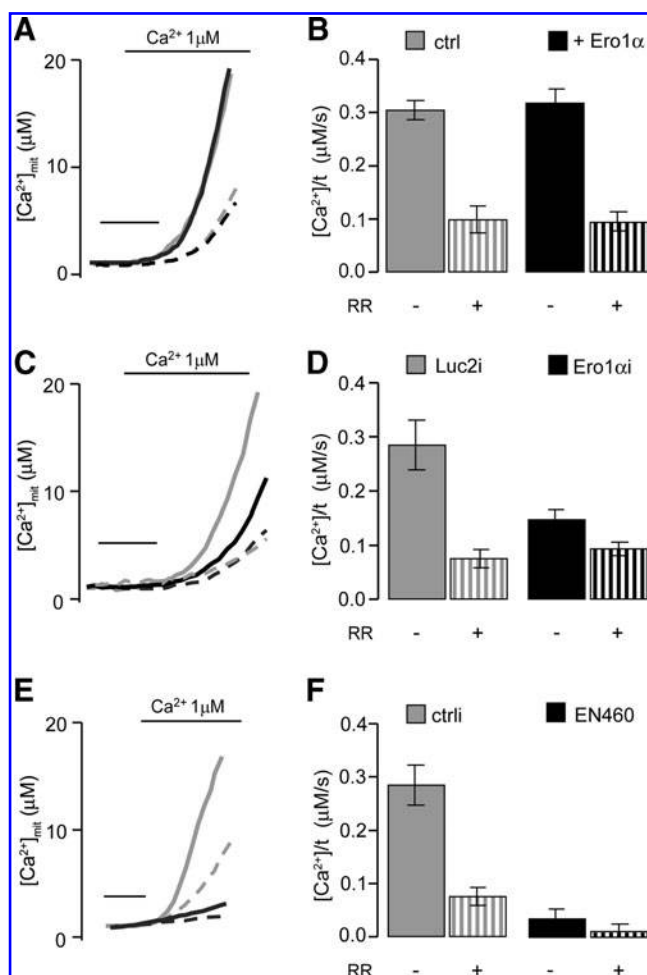 A
Ca²⁺ 1μM
[Ca²⁺]mit (μM)
20
10
0
B
ctrl
+ Ero1α
[Ca²⁺]/t (μM/s)
0.4
0.3
0.2
0.1
0.0
RR - + - +
C
Ca²⁺ 1μM
[Ca²⁺]mit (μM)
20
10
0
D
Luc2i
Ero1αi
[Ca²⁺]/t (μM/s)
0.4
0.3
0.2
0.1
0.0
RR - + - +
E
Ca²⁺ 1μM
[Ca²⁺]mit (μM)
20
10
0
F
ctrli
EN460
[Ca²⁺]/t (μM/s)
0.4
0.3
0.2
0.1
0.0
RR - + - +